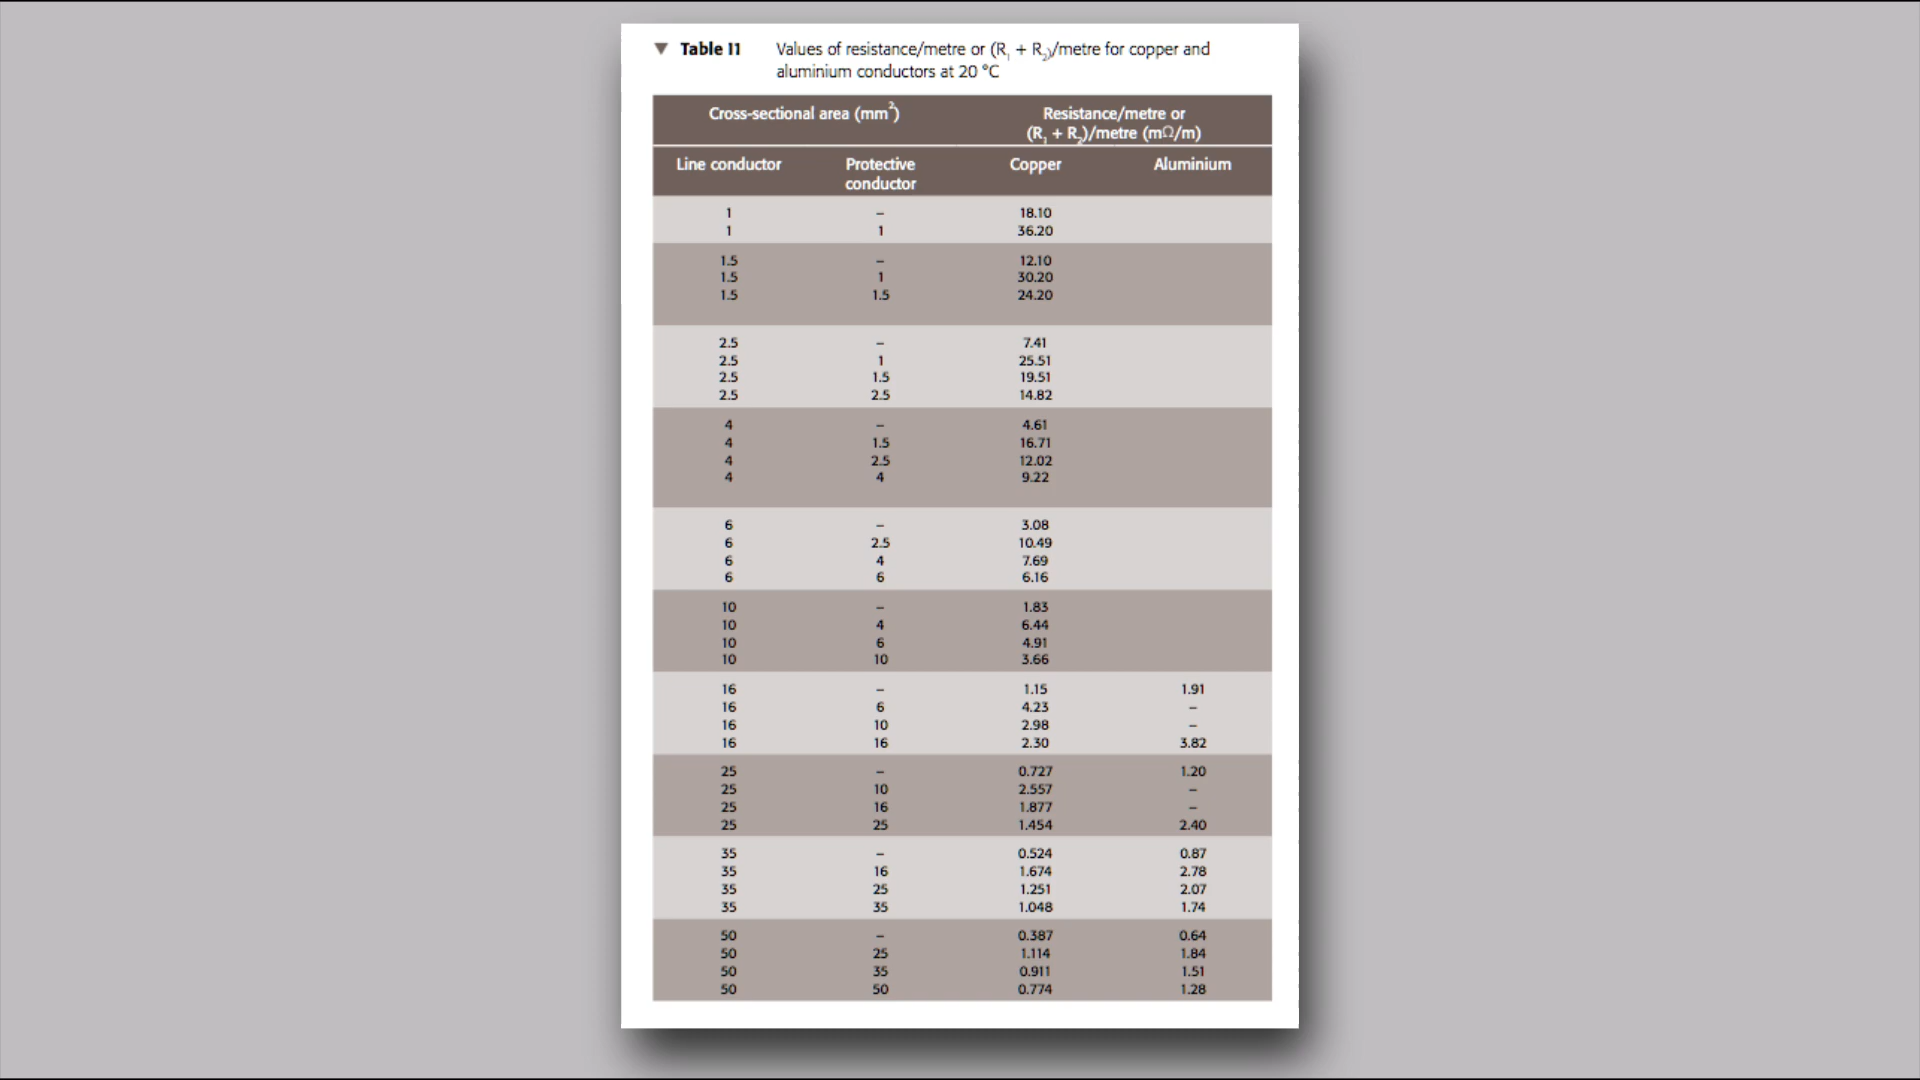 ▼ Table I1 Values of resistance/metre or (R₁ + R₂)/metre for copper and
aluminium conductors at 20 °C
Cross-sectional area (mm²) Resistance/metre or
(R₁ + R₂)/metre (mΩ/m)
Line conductor Protective Copper Aluminium
conductor
1 – 18.10
1 1 36.20
1.5 – 12.10
1.5 1 30.20
1.5 1.5 24.20
2.5 – 7.41
2.5 1 25.51
2.5 1.5 19.51
2.5 2.5 14.82
4 – 4.61
4 1.5 16.71
4 2.5 12.02
4 4 9.22
6 – 3.08
6 2.5 10.49
6 4 7.69
6 6 6.16
10 – 1.83
10 4 6.44
10 6 4.91
10 10 3.66
16 – 1.15 1.91
16 6 4.23 –
16 10 2.98 –
16 16 2.30 3.82
25 – 0.727 1.20
25 10 2.557 –
25 16 1.877 –
25 25 1.454 2.40
35 – 0.524 0.87
35 16 1.674 2.78
35 25 1.251 2.07
35 35 1.048 1.74
50 – 0.387 0.64
50 25 1.114 1.84
50 35 0.911 1.51
50 50 0.774 1.28